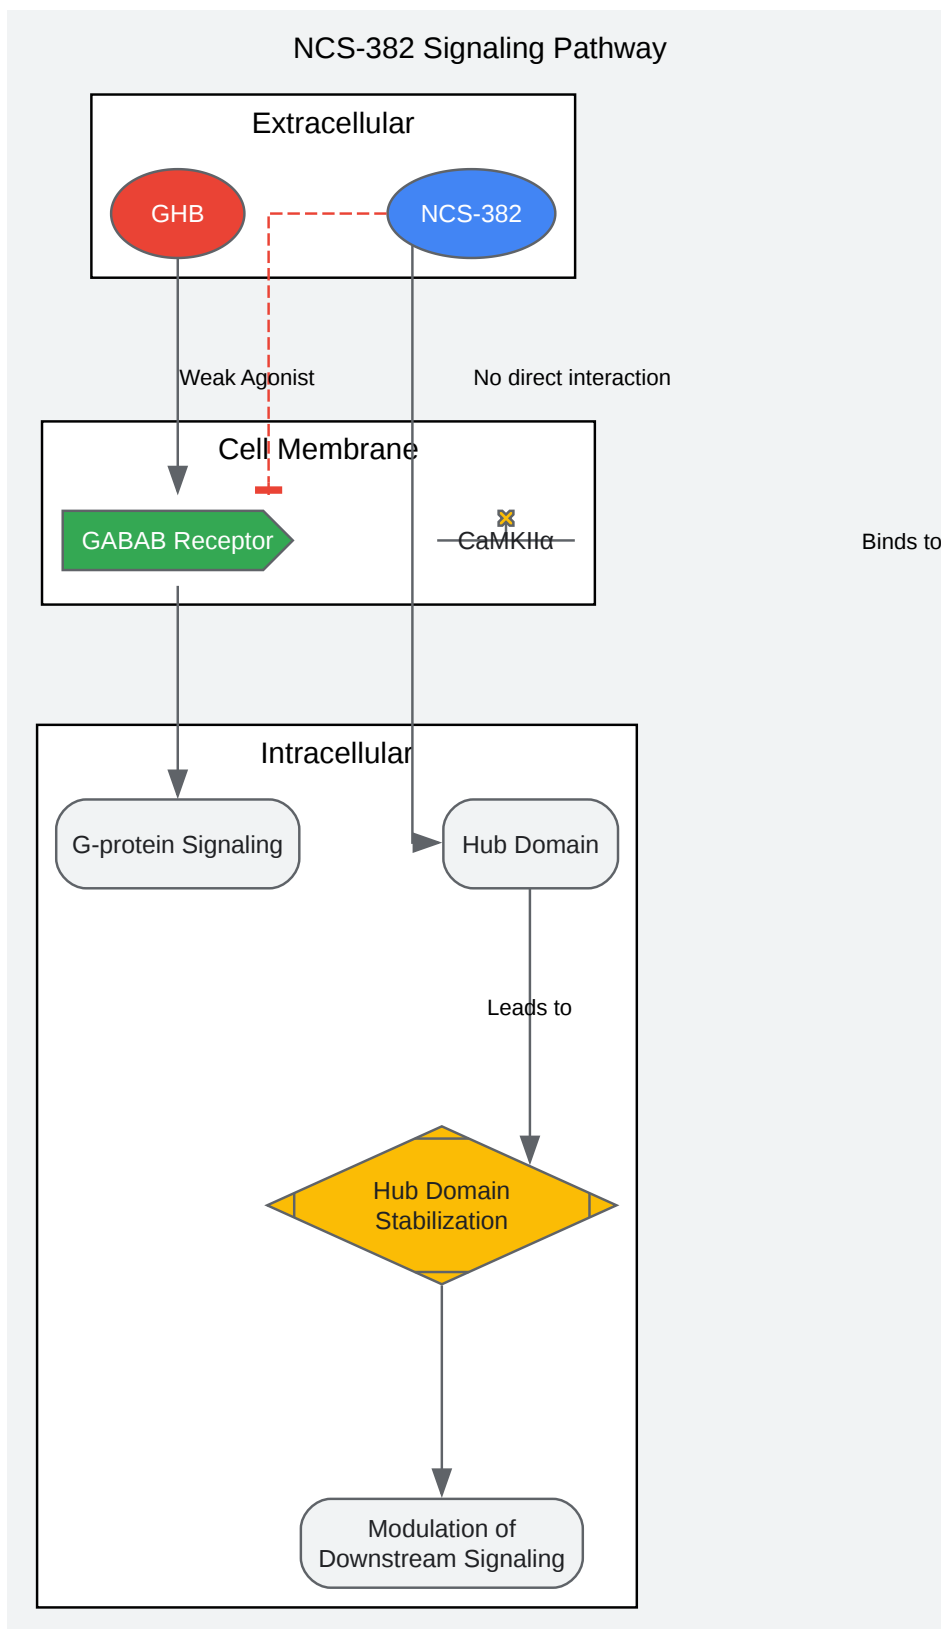 NCS-382 Signaling Pathway
Extracellular
GHB
NCS-382
Weak Agonist
No direct interaction
Cell Membrane
GABAB Receptor
CaMKIIα
Binds to
Intracellular
G-protein Signaling
Hub Domain
Leads to
Hub Domain
Stabilization
Modulation of
Downstream Signaling